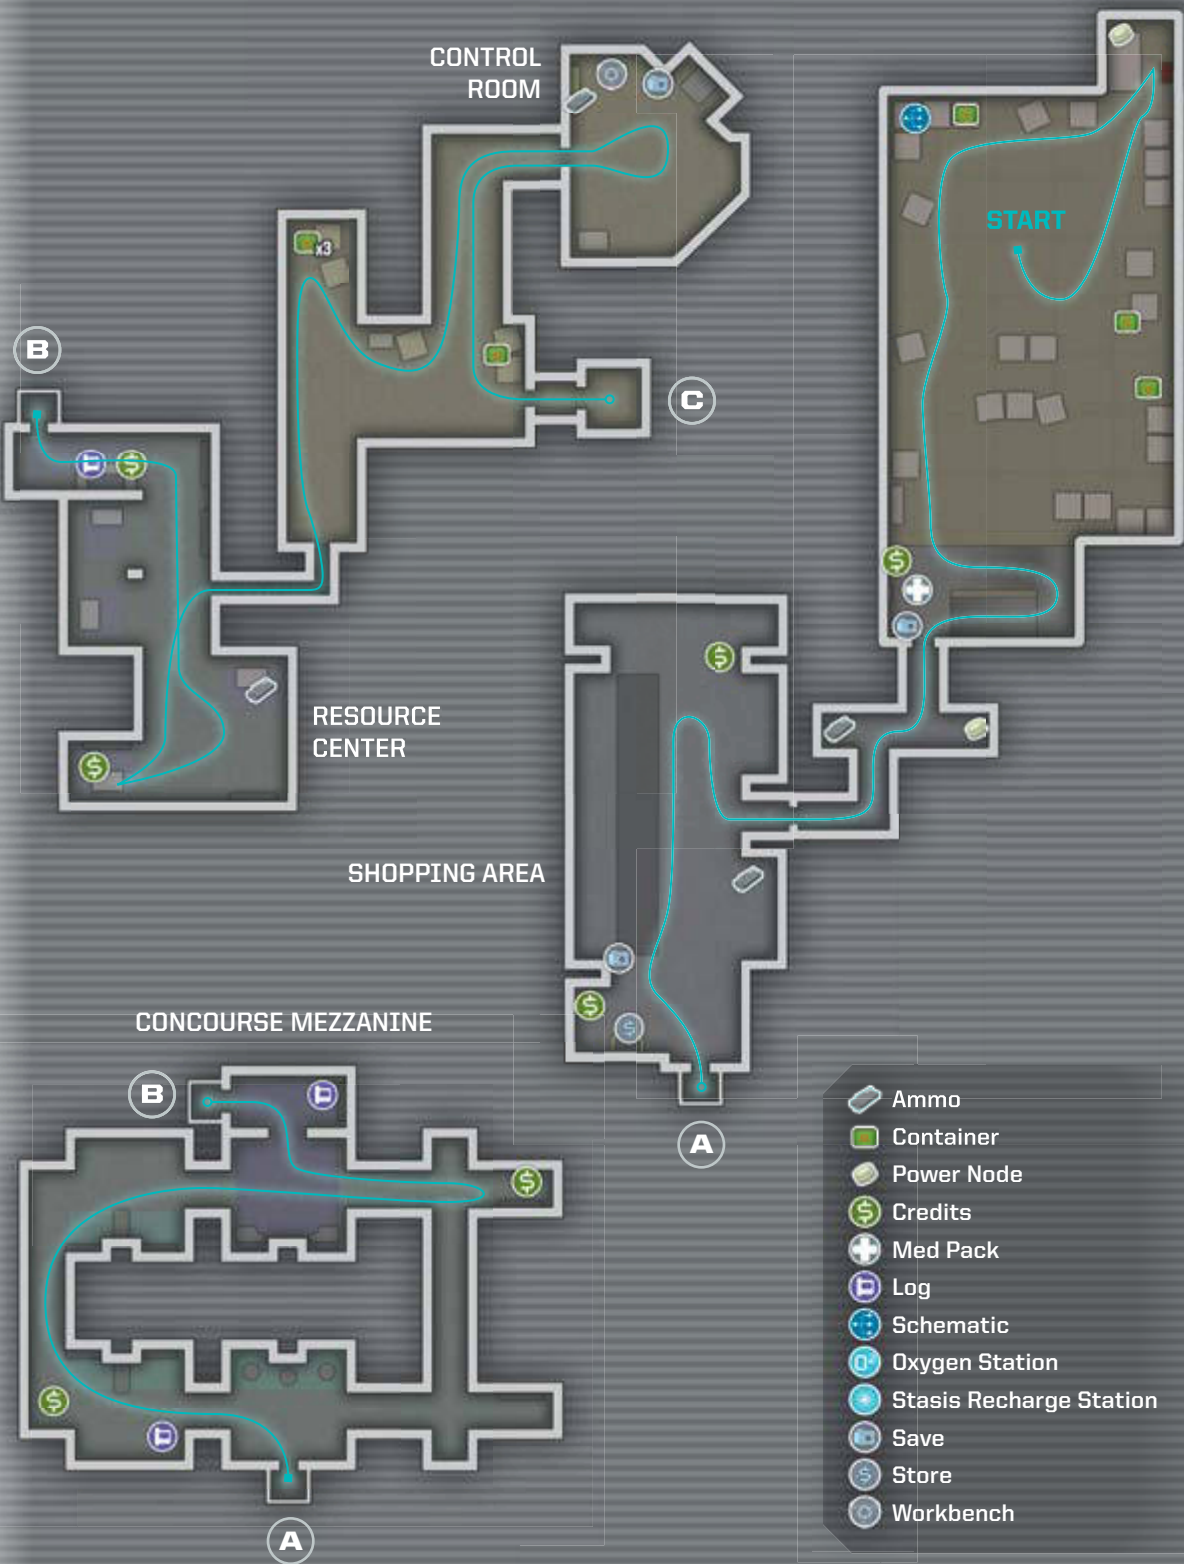 CONTROL
ROOM
x3
START
B
C
RESOURCE
CENTER
SHOPPING AREA
CONCOURSE MEZZANINE
B
A
A
Ammo
Container
Power Node
Credits
Med Pack
Log
Schematic
Oxygen Station
Stasis Recharge Station
Save
Store
Workbench